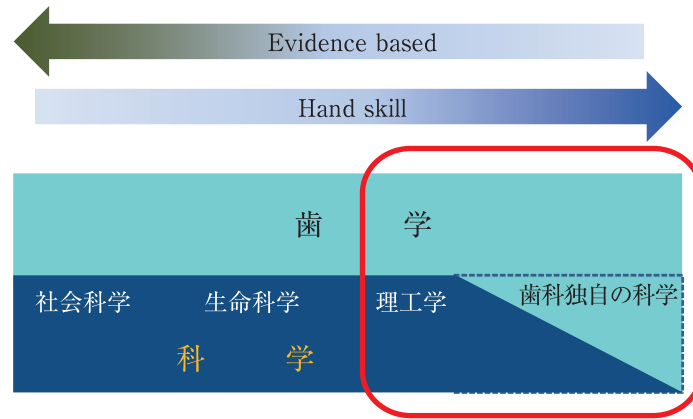 Evidence based
Hand skill
歯 学
社会科学 生命科学 理工学 歯科独自の科学
科 学